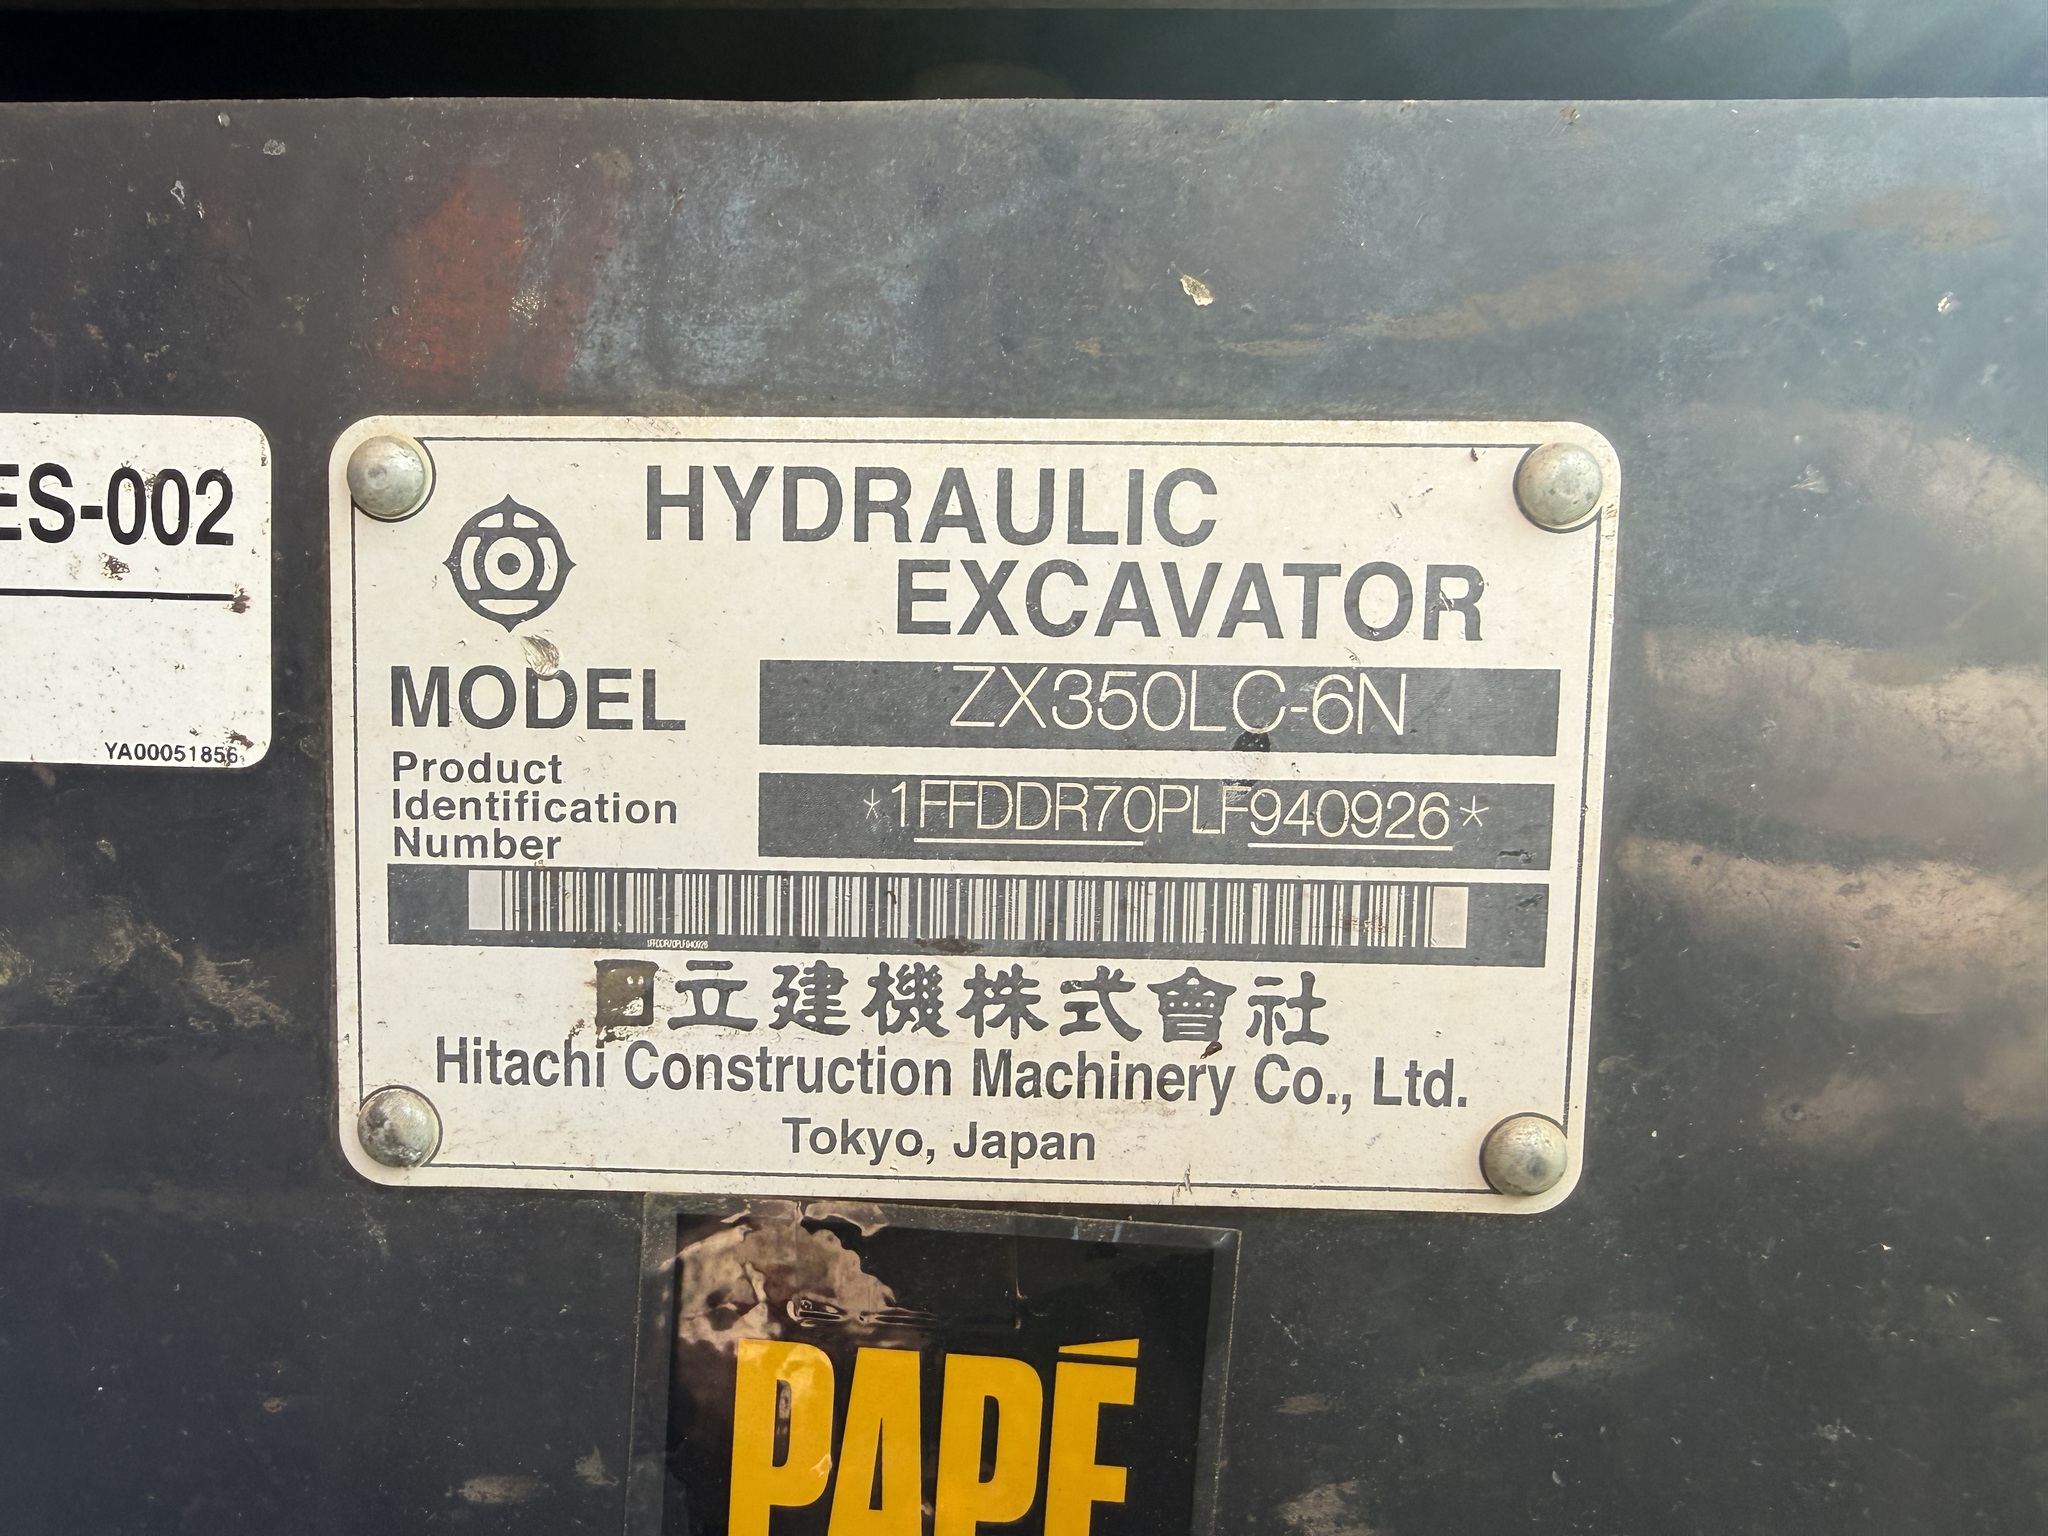 ES-002
YA00051856
HYDRAULIC
EXCAVATOR
MODEL ZX350LC-6N
Product
Identification
Number
*1FFDDR70PLF940926*
1FFDDR70PLF940926
日立建機株式會社
Hitachi Construction Machinery Co., Ltd.
Tokyo, Japan
PAPÉ